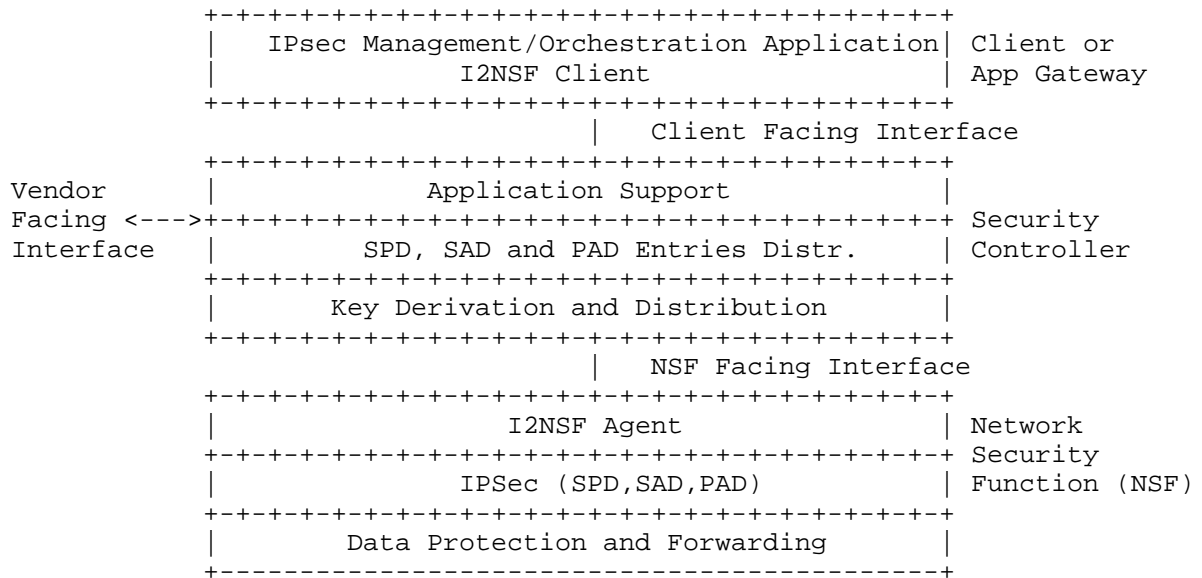 IPsec Management/Orchestration Application Client or
I2NSF Client App Gateway
Client Facing Interface
Vendor Application Support
Facing <---> Security
Interface SPD, SAD and PAD Entries Distr. Controller
Key Derivation and Distribution
NSF Facing Interface
I2NSF Agent Network
Security
IPSec (SPD,SAD,PAD) Function (NSF)
Data Protection and Forwarding